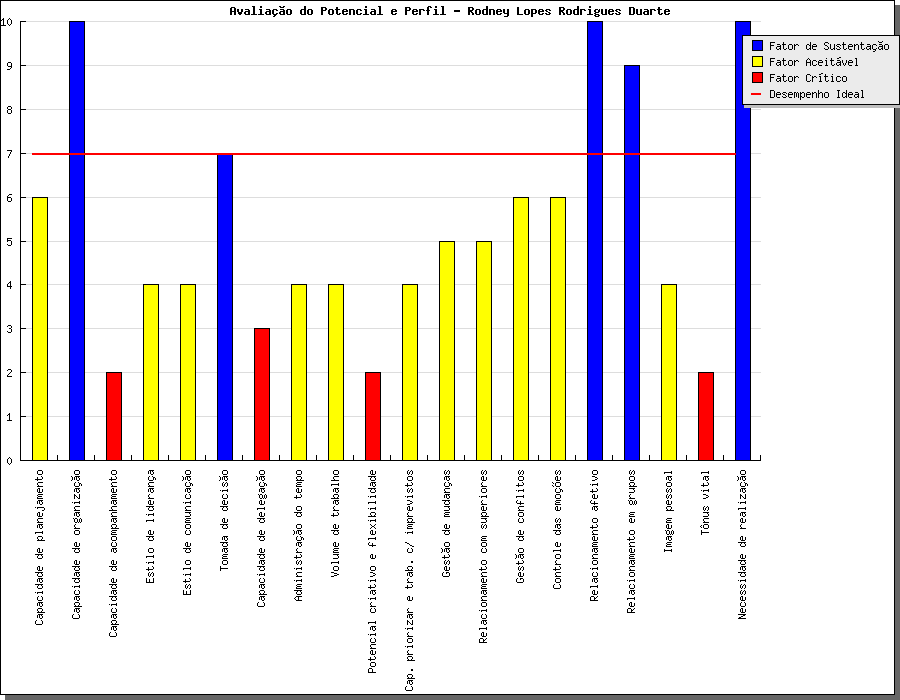 Avaliação do Potencial e Perfil - Rodney Lopes Rodrigues Duarte
10
9
8
7
6
5
4
3
2
1
0
Fator de Sustentação
Fator Aceitável
Fator Crítico
Desempenho Ideal
Capacidade de planejamento
Capacidade de organização
Capacidade de acompanhamento
Estilo de liderança
Estilo de comunicação
Tomada de decisão
Capacidade de delegação
Administração do tempo
Volume de trabalho
Potencial criativo e flexibilidade
Cap. priorizar e trab. c/ imprevistos
Gestão de mudanças
Relacionamento com superiores
Gestão de conflitos
Controle das emoções
Relacionamento afetivo
Relacionamento em grupos
Imagem pessoal
Tônus vital
Necessidade de realização